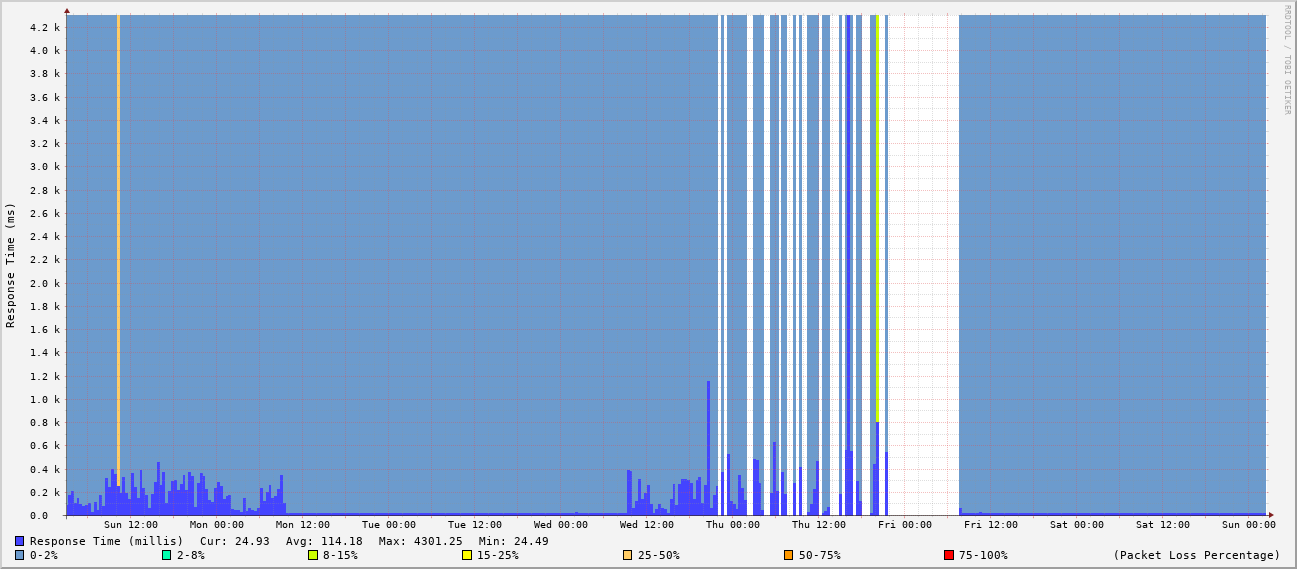 4.2 k
4.0 k
3.8 k
3.6 k
3.4 k
3.2 k
3.0 k
2.8 k
2.6 k
2.4 k
2.2 k
2.0 k
1.8 k
1.6 k
1.4 k
1.2 k
1.0 k
0.8 k
0.6 k
0.4 k
0.2 k
0.0
Response Time (ms)
RRDTOOL / TOBI OETIKER
Sun 12:00 Mon 00:00 Mon 12:00 Tue 00:00 Tue 12:00 Wed 00:00 Wed 12:00 Thu 00:00 Thu 12:00 Fri 00:00 Fri 12:00 Sat 00:00 Sat 12:00 Sun 00:00
Response Time (millis) Cur: 24.93 Avg: 114.18 Max: 4301.25 Min: 24.49
0-2% 2-8% 8-15% 15-25% 25-50% 50-75% 75-100% (Packet Loss Percentage)